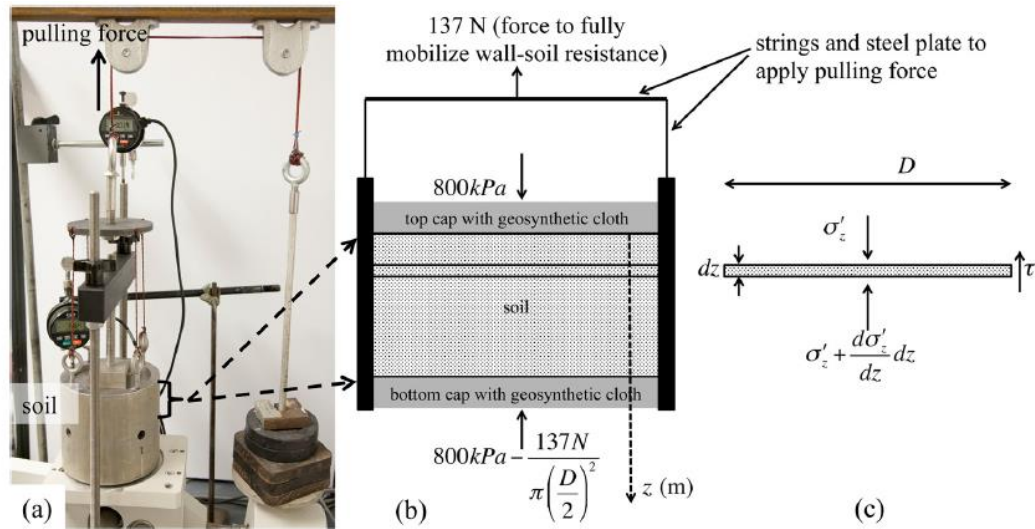 pulling force
soil
(a)
137 N (force to fully
mobilize wall-soil resistance)
strings and steel plate to
apply pulling force
800kPa
top cap with geosynthetic cloth
soil
bottom cap with geosynthetic cloth
800kPa - 137N / π(D/2)²
z (m)
(b)
D
σ′z
dz
τ
σ′z + dσ′z/dz dz
(c)